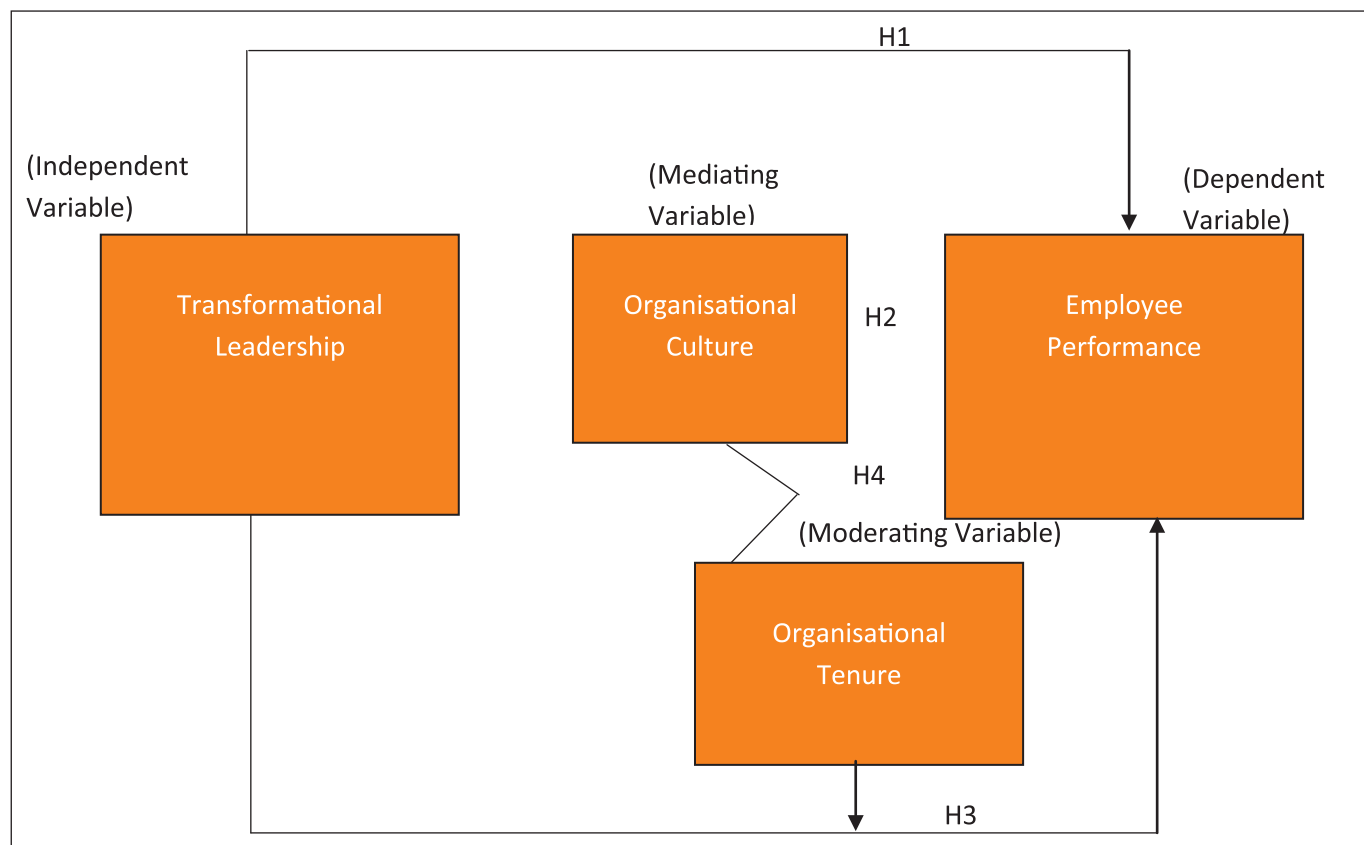 H1
(Independent
Variable)
(Mediating
Variable)
(Dependent
Variable)
Transformational
Leadership
Organisational
Culture
H2
Employee
Performance
H4
(Moderating Variable)
Organisational
Tenure
H3